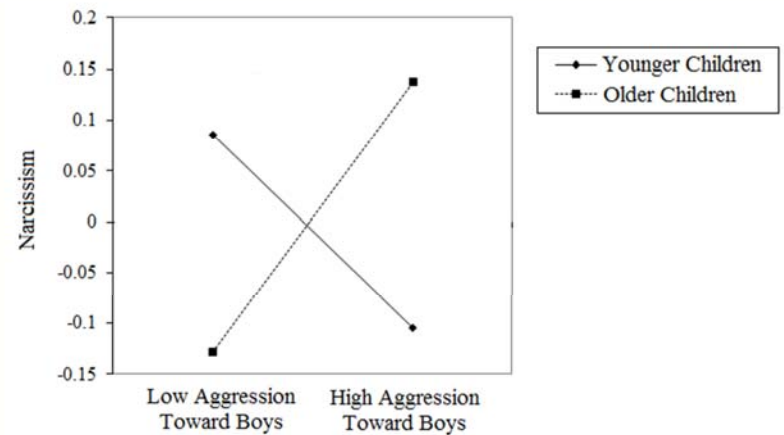 0.2
0.15
0.1
0.05
0
-0.05
-0.1
-0.15
Narcissism
Low Aggression
Toward Boys
High Aggression
Toward Boys
Younger Children
Older Children